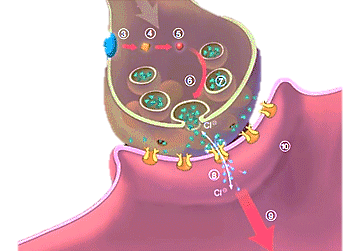 ③ ④ ⑤
⑥ ⑦
Cl⊖
⑩
⑧
Cl⊖
⑨